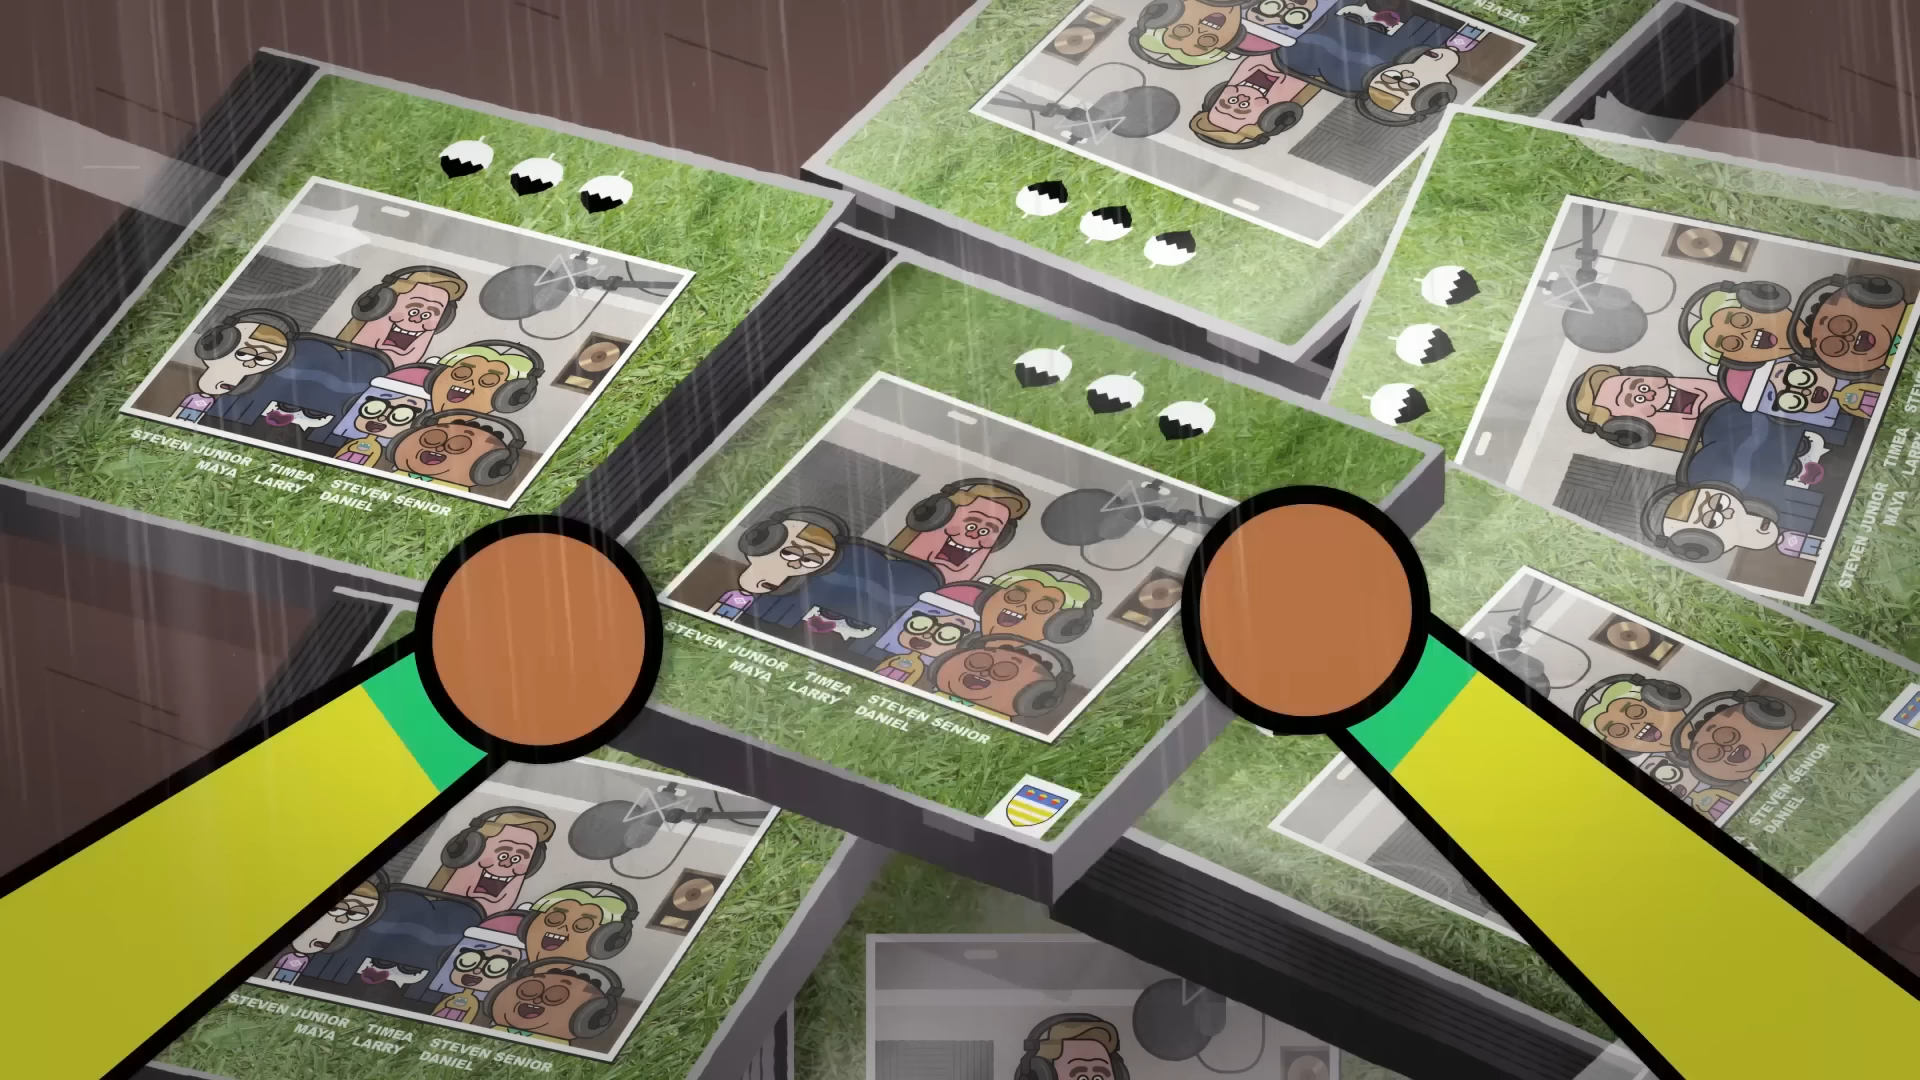 STEVEN
STEVEN JUNIOR TIMEA STEVEN SENIOR
MAYA LARRY DANIEL
STEVEN JUNIOR TIMEA STEVEN SENIOR
MAYA LARRY DANIEL
STEVEN JUNIOR TIMEA
MAYA
STEVEN SENIOR
DANIEL
STEVEN JUNIOR TIMEA STEVEN SENIOR
MAYA LARRY DANIEL